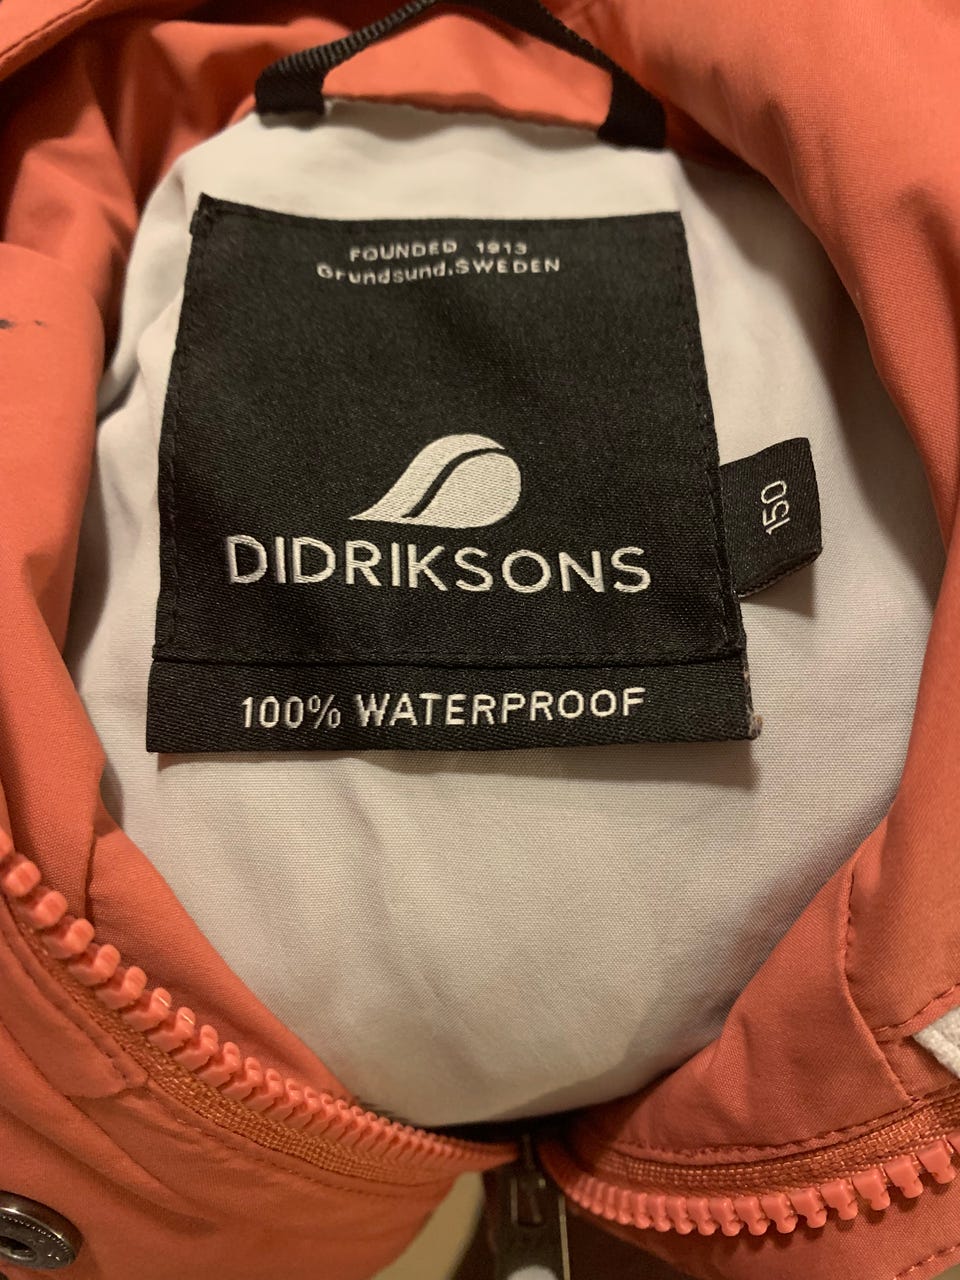 FOUNDED 1913
Grundsund.SWEDEN
DIDRIKSONS
150
100% WATERPROOF